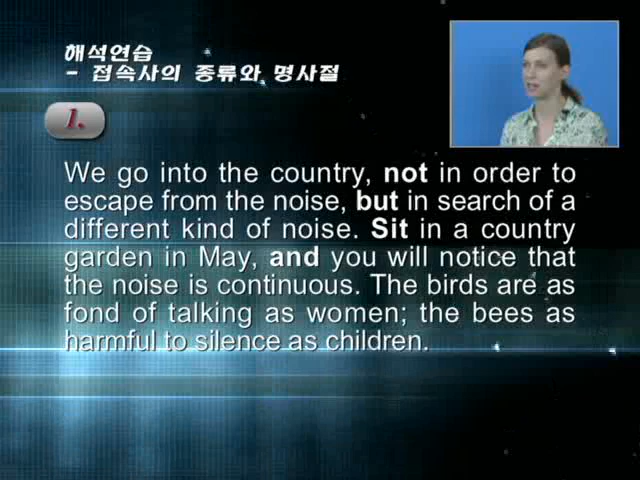 해석연습
- 접속사의 종류와 명사절
1.
We go into the country, not in order to
escape from the noise, but in search of a
different kind of noise. Sit in a country
garden in May, and you will notice that
the noise is continuous. The birds are as
fond of talking as women; the bees as
harmful to silence as children.